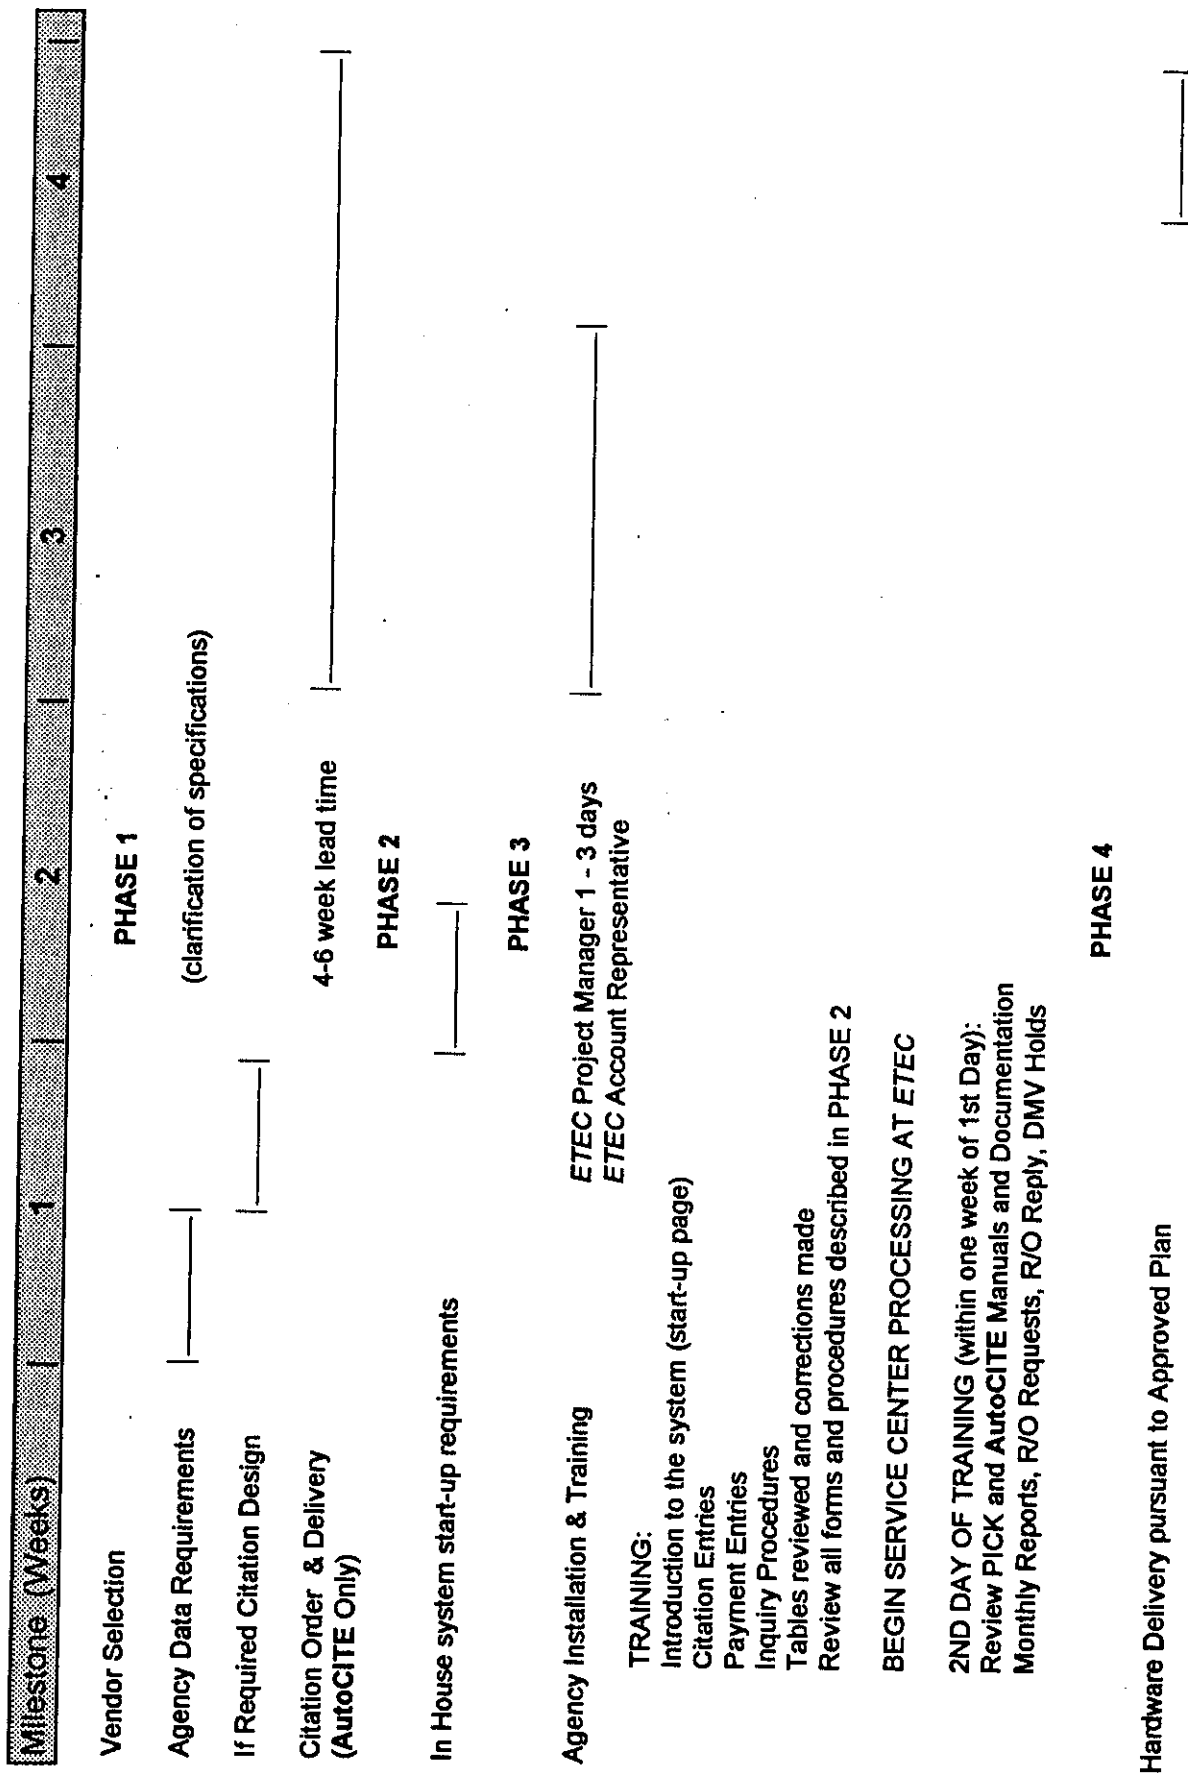 Milestone (Weeks) 1 2 3 4
PHASE 1
Vendor Selection
Agency Data Requirements (clarification of specifications)
If Required Citation Design
Citation Order & Delivery 4-6 week lead time
(AutoCITE Only)
PHASE 2
In House system start-up requirements
PHASE 3
Agency Installation & Training ETEC Project Manager 1 - 3 days
ETEC Account Representative
TRAINING:
Introduction to the system (start-up page)
Citation Entries
Payment Entries
Inquiry Procedures
Tables reviewed and corrections made
Review all forms and procedures described in PHASE 2
BEGIN SERVICE CENTER PROCESSING AT ETEC
2ND DAY OF TRAINING (within one week of 1st Day):
Review PICK and AutoCITE Manuals and Documentation
Monthly Reports, R/O Requests, R/O Reply, DMV Holds
PHASE 4
Hardware Delivery pursuant to Approved Plan